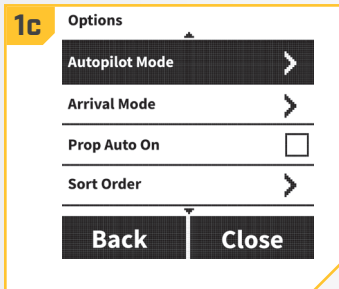 1c
Options
Autopilot Mode
Arrival Mode
Prop Auto On
Sort Order
Back Close